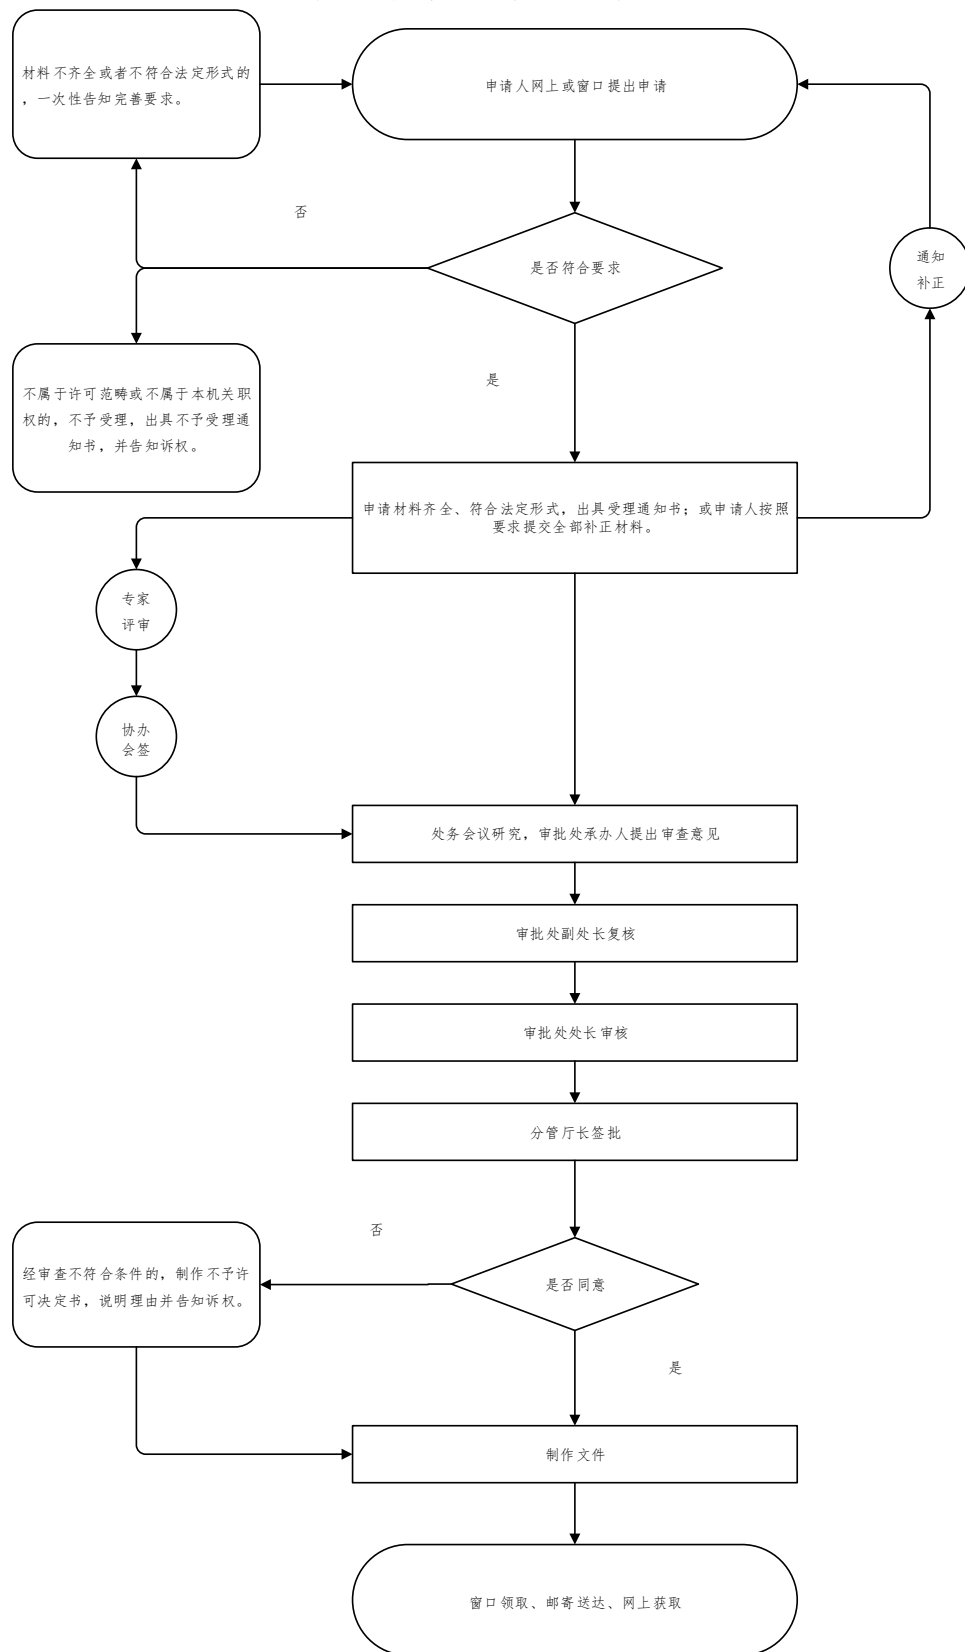 材料不齐全或者不符合法定形式的
，一次性告知完善要求。
申请人网上或窗口提出申请
否
是否符合要求
通知
补正
是
不属于许可范畴或不属于本机关职
权的，不予受理，出具不予受理通
知书，并告知诉权。
申请材料齐全、符合法定形式，出具受理通知书；或申请人按照
要求提交全部补正材料。
专家
评审
协办
会签
处务会议研究，审批处承办人提出审查意见
审批处副处长复核
审批处处长审核
分管厅长签批
否
是否同意
经审查不符合条件的，制作不予许
可决定书，说明理由并告知诉权。
是
制作文件
窗口领取、邮寄送达、网上获取